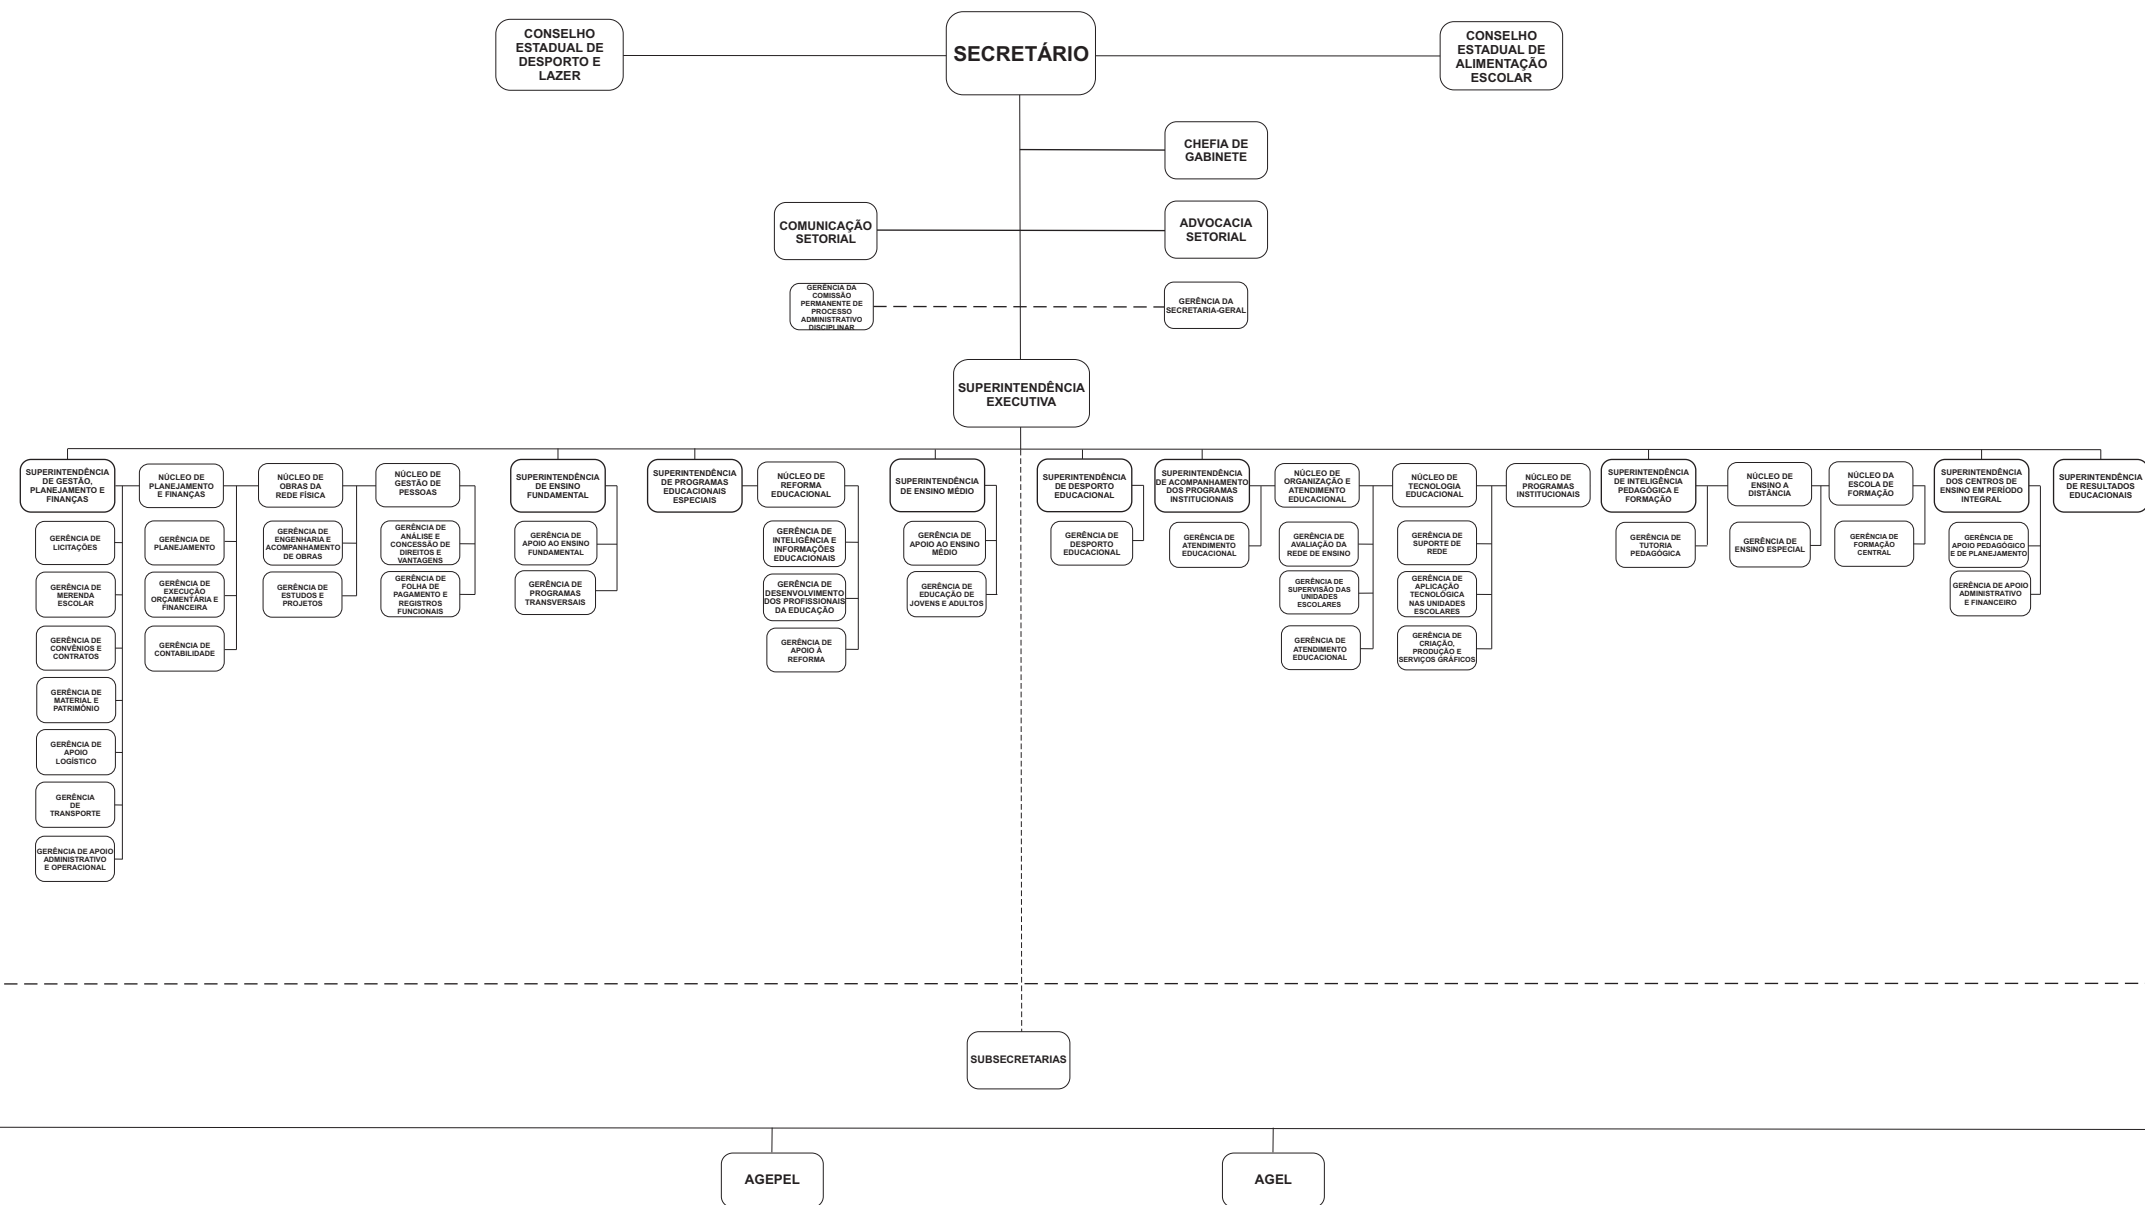 CONSELHO
ESTADUAL DE
DESPORTO E
LAZER
SECRETÁRIO
CONSELHO
ESTADUAL DE
ALIMENTAÇÃO
ESCOLAR
CHEFIA DE
GABINETE
COMUNICAÇÃO
SETORIAL
ADVOCACIA
SETORIAL
GERÊNCIA DA
COMISSÃO
PERMANENTE DE
PROCESSO
ADMINISTRATIVO
DISCIPLINAR
GERÊNCIA DA
SECRETARIA-GERAL
SUPERINTENDÊNCIA
EXECUTIVA
SUPERINTENDÊNCIA
DE GESTÃO,
PLANEJAMENTO E
FINANÇAS
GERÊNCIA DE
LICITAÇÕES
GERÊNCIA DE
MERENDA
ESCOLAR
GERÊNCIA DE
CONVÊNIOS E
CONTRATOS
GERÊNCIA DE
MATERIAL E
PATRIMÔNIO
GERÊNCIA DE
APOIO
LOGÍSTICO
GERÊNCIA
DE
TRANSPORTE
GERÊNCIA DE APOIO
ADMINISTRATIVO
E OPERACIONAL
NÚCLEO DE
PLANEJAMENTO
E FINANÇAS
GERÊNCIA DE
PLANEJAMENTO
GERÊNCIA DE
EXECUÇÃO
ORÇAMENTÁRIA E
FINANCEIRA
GERÊNCIA DE
CONTABILIDADE
NÚCLEO DE
OBRAS DA
REDE FÍSICA
GERÊNCIA DE
ENGENHARIA E
ACOMPANHAMENTO
DE OBRAS
GERÊNCIA DE
ESTUDOS E
PROJETOS
NÚCLEO DE
GESTÃO DE
PESSOAS
GERÊNCIA DE
ANÁLISE E
CONCESSÃO DE
DIREITOS E
VANTAGENS
GERÊNCIA DE
FOLHA DE
PAGAMENTO E
REGISTROS
FUNCIONAIS
SUPERINTENDÊNCIA
DE ENSINO
FUNDAMENTAL
GERÊNCIA DE
APOIO AO ENSINO
FUNDAMENTAL
GERÊNCIA DE
PROGRAMAS
TRANSVERSAIS
SUPERINTENDÊNCIA
DE PROGRAMAS
EDUCACIONAIS
ESPECIAIS
NÚCLEO DE
REFORMA
EDUCACIONAL
GERÊNCIA DE
INTELIGÊNCIA E
INFORMAÇÕES
EDUCACIONAIS
GERÊNCIA DE
DESENVOLVIMENTO
DOS PROFISSIONAIS
DA EDUCAÇÃO
GERÊNCIA DE
APOIO À
REFORMA
SUPERINTENDÊNCIA
DE ENSINO MÉDIO
GERÊNCIA DE
APOIO AO ENSINO
MÉDIO
GERÊNCIA DE
EDUCAÇÃO DE
JOVENS E ADULTOS
SUPERINTENDÊNCIA
DE DESPORTO
EDUCACIONAL
GERÊNCIA DE
DESPORTO
EDUCACIONAL
SUPERINTENDÊNCIA
DE ACOMPANHAMENTO
DOS PROGRAMAS
INSTITUCIONAIS
GERÊNCIA DE
ATENDIMENTO
EDUCACIONAL
NÚCLEO DE
ORGANIZAÇÃO E
ATENDIMENTO
EDUCACIONAL
GERÊNCIA DE
AVALIAÇÃO DA
REDE DE ENSINO
GERÊNCIA DE
SUPERVISÃO DAS
UNIDADES
ESCOLARES
GERÊNCIA DE
ATENDIMENTO
EDUCACIONAL
NÚCLEO DE
TECNOLOGIA
EDUCACIONAL
GERÊNCIA DE
SUPORTE DE
REDE
GERÊNCIA DE
APLICAÇÃO
TECNOLÓGICA
NAS UNIDADES
ESCOLARES
GERÊNCIA DE
CRIAÇÃO,
PRODUÇÃO E
SERVIÇOS GRÁFICOS
NÚCLEO DE
PROGRAMAS
INSTITUCIONAIS
SUPERINTENDÊNCIA
DE INTELIGÊNCIA
PEDAGÓGICA E
FORMAÇÃO
GERÊNCIA DE
TUTORIA
PEDAGÓGICA
NÚCLEO DE
ENSINO A
DISTÂNCIA
GERÊNCIA DE
ENSINO ESPECIAL
NÚCLEO DA
ESCOLA DE
FORMAÇÃO
GERÊNCIA DE
FORMAÇÃO
CENTRAL
SUPERINTENDÊNCIA
DOS CENTROS DE
ENSINO EM PERÍODO
INTEGRAL
GERÊNCIA DE
APOIO PEDAGÓGICO
E DE PLANEJAMENTO
GERÊNCIA DE APOIO
ADMINISTRATIVO
E FINANCEIRO
SUPERINTENDÊNCIA
DE RESULTADOS
EDUCACIONAIS
SUBSECRETARIAS
AGEPEL
AGEL